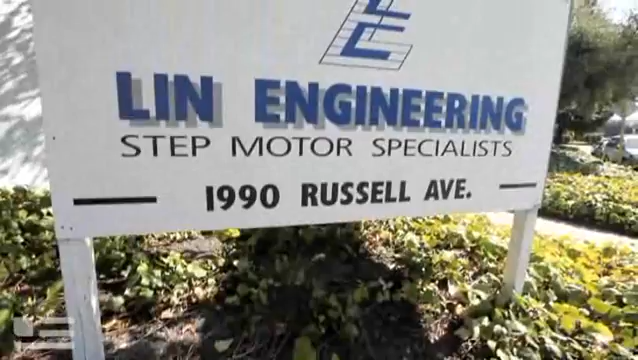 LIN ENGINEERING
STEP MOTOR SPECIALISTS
1990 RUSSELL AVE.